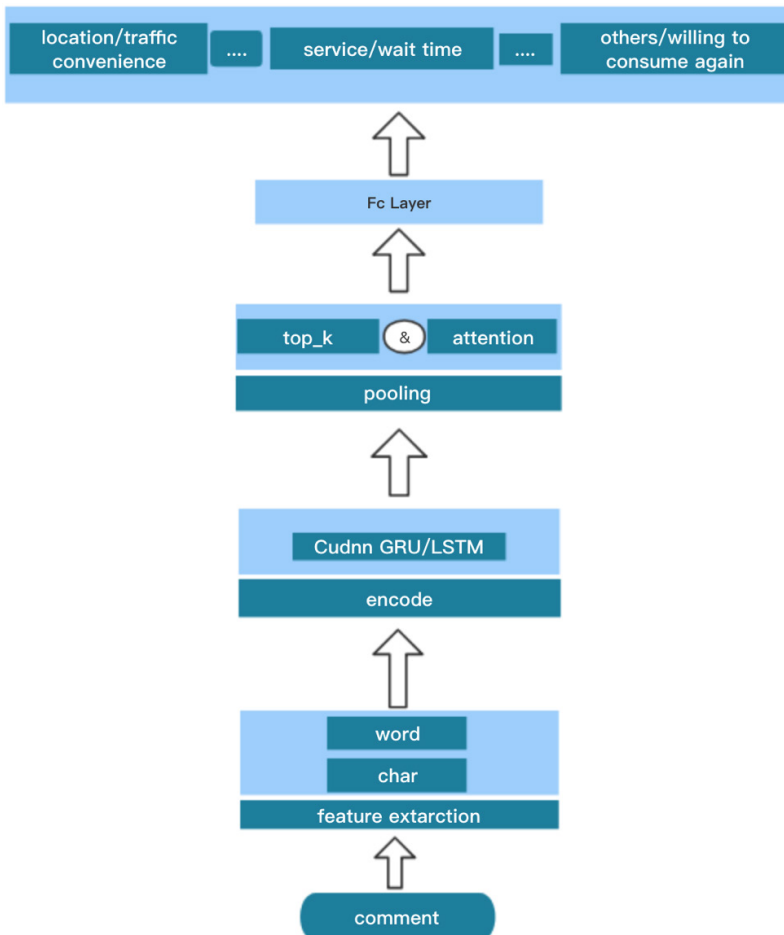 location/traffic
convenience
....
service/wait time
....
others/willing to
consume again
Fc Layer
top_k
&
attention
pooling
Cudnn GRU/LSTM
encode
word
char
feature extarction
comment